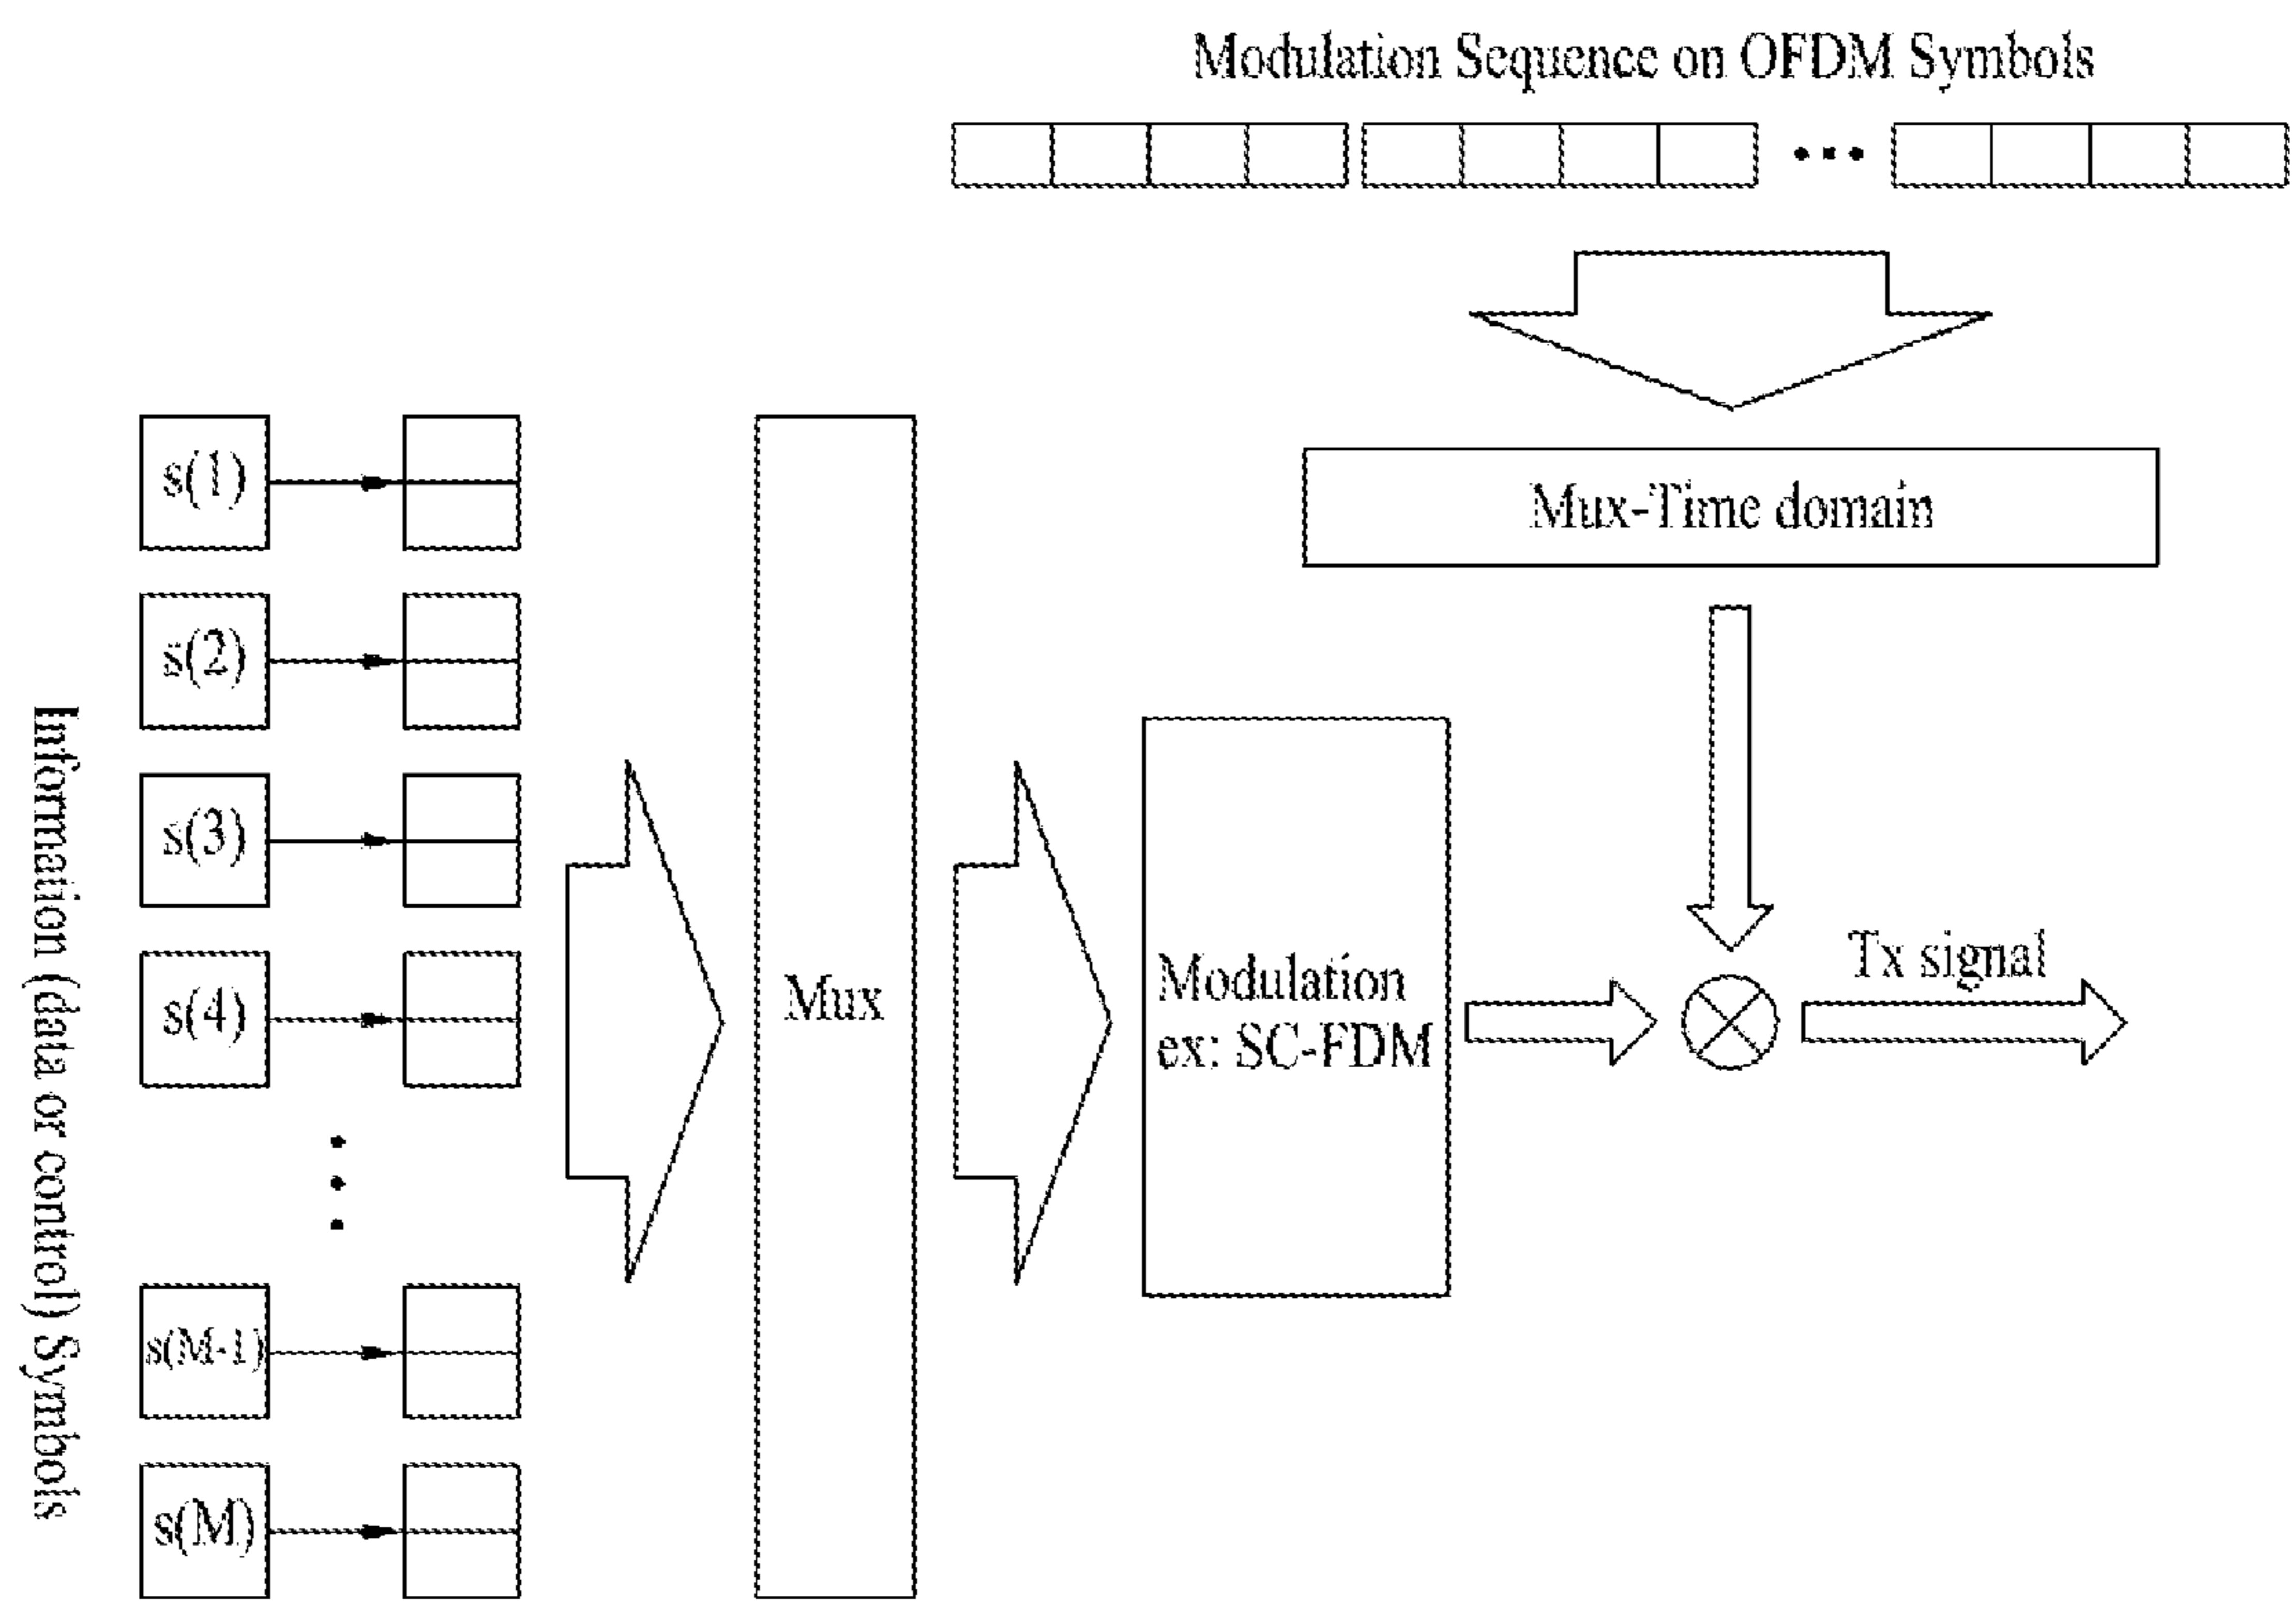 Modulation Sequence on OFDM Symbols
Mux-Time domain
Information (data or control) Symbols
s(1)
s(2)
s(3)
s(4)
s(M-1)
s(M)
Mux
Modulation
ex: SC-FDM
Tx signal